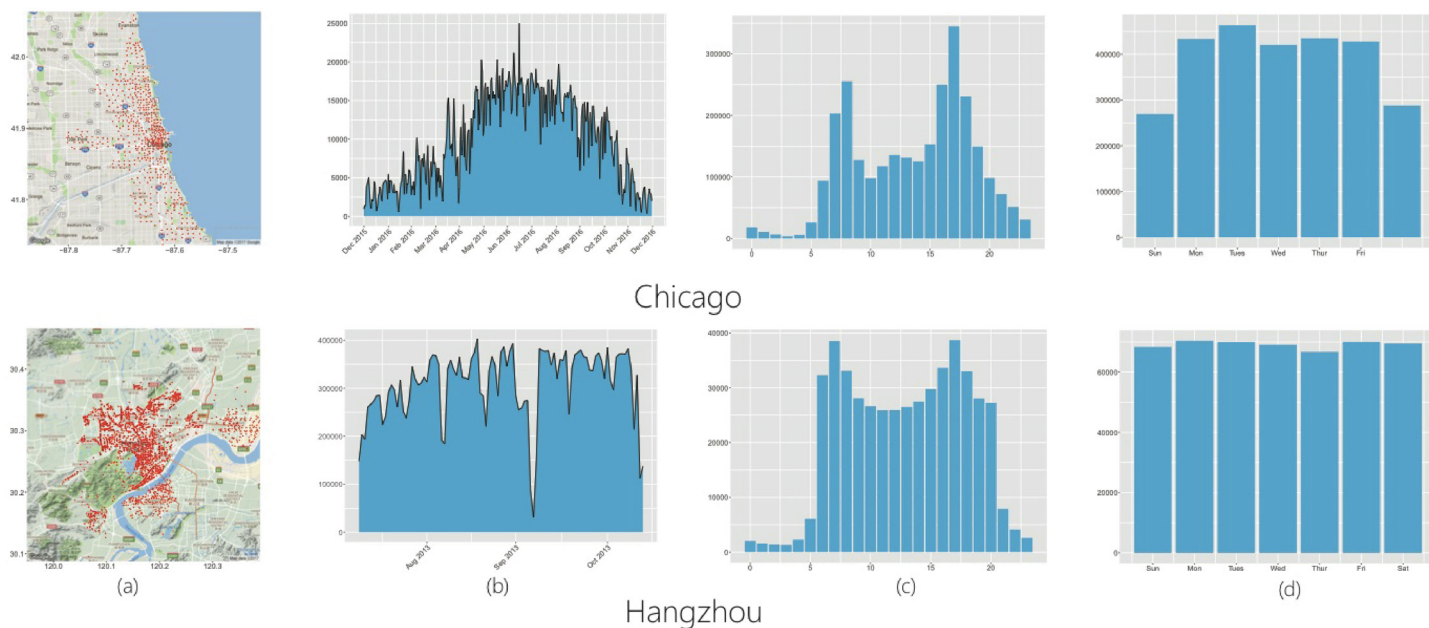 Evanston
Skokie
Chicago
42.0
41.9
41.8
−87.8
−87.7
−87.6
−87.5
25000
20000
15000
10000
5000
0
Dec 2015
Jan 2016
Feb 2016
Mar 2016
Apr 2016
May 2016
Jun 2016
Jul 2016
Aug 2016
Sep 2016
Oct 2016
Nov 2016
Dec 2016
300000
200000
100000
0
0 5 10 15 20
400000
300000
200000
100000
0
Sun Mon Tues Wed Thur Fri
Chicago
30.4
30.3
30.2
30.1
120.0 120.1 120.2 120.3
400000
300000
200000
100000
0
Aug 2013
Sep 2013
Oct 2013
40000
30000
20000
10000
0
0 5 10 15 20
60000
40000
20000
0
Sun Mon Tues Wed Thur Fri Sat
(a) (b) (c) (d)
Hangzhou